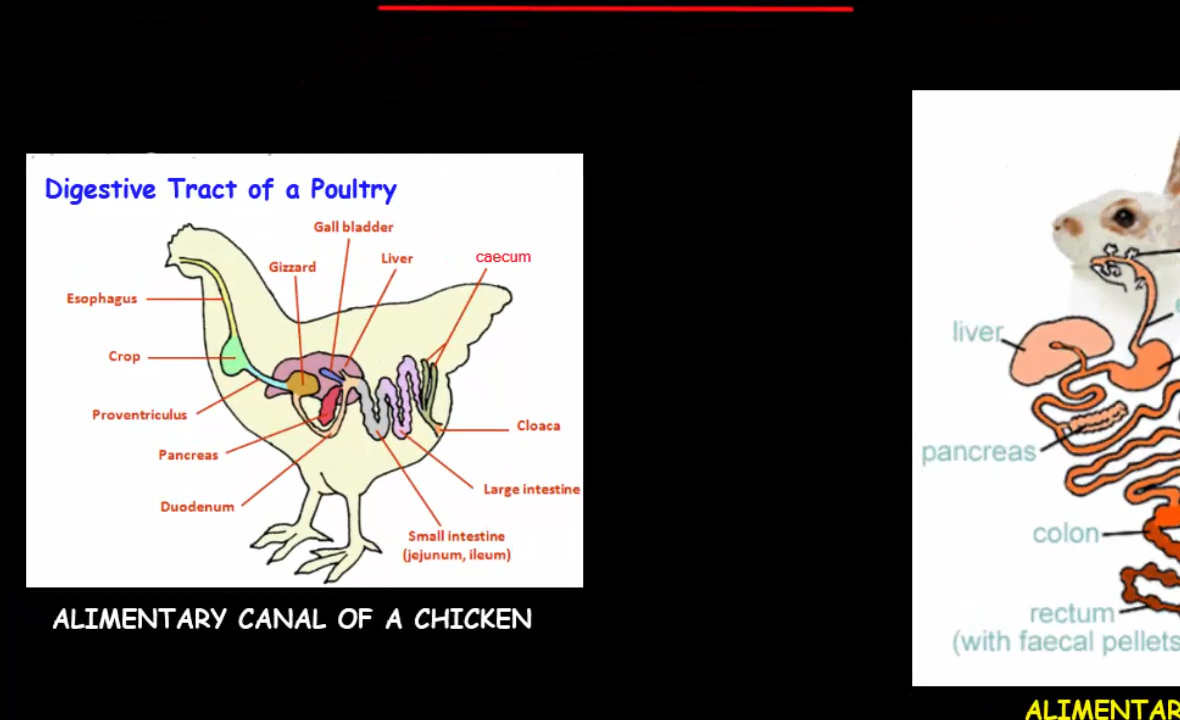 Digestive Tract of a Poultry
Gall bladder
Liver
caecum
Gizzard
Esophagus
Crop
Proventriculus
Cloaca
Pancreas
Large intestine
Duodenum
Small intestine
(jejunum, ileum)
ALIMENTARY CANAL OF A CHICKEN
liver
pancreas
colon
rectum
(with faecal pellets